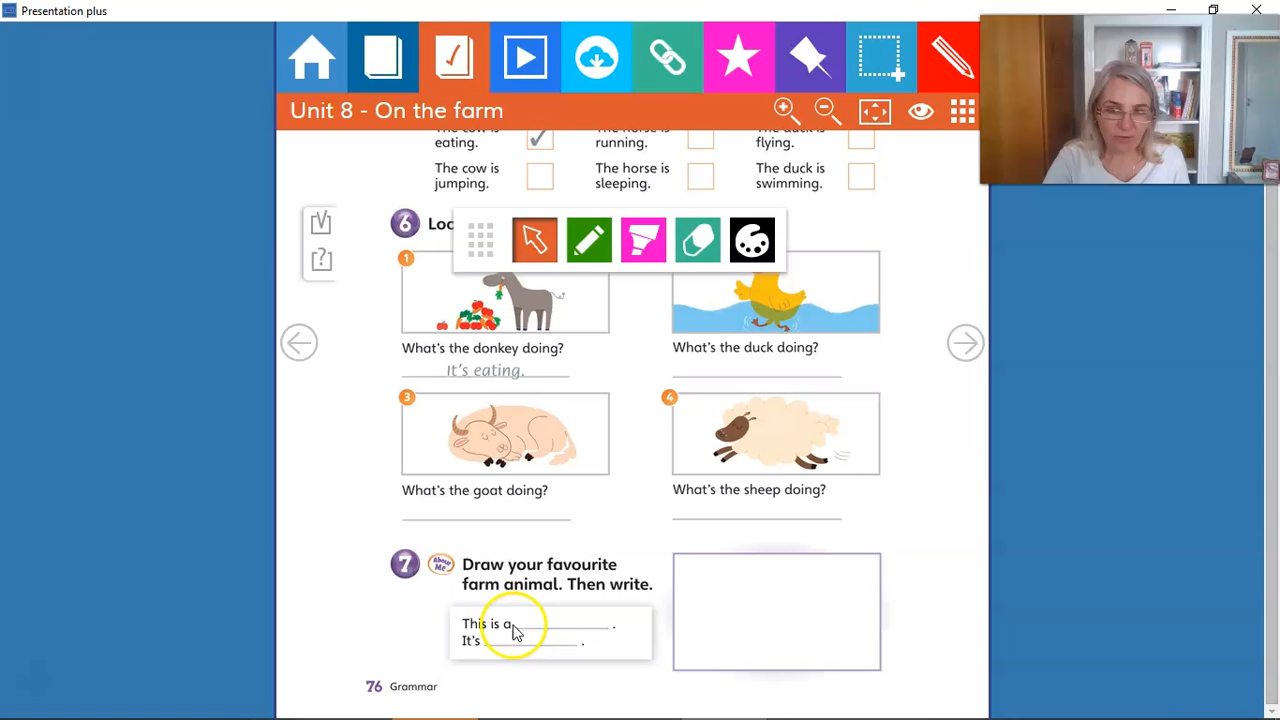 Presentation plus
Unit 8 - On the farm
The cow is
eating.
The horse is
running.
The duck is
flying.
The cow is
jumping.
The horse is
sleeping.
The duck is
swimming.
V
[?]
6
1
What's the donkey doing?
It's eating.
What's the duck doing?
3
What's the goat doing?
4
What's the sheep doing?
7
About
Me
Draw your favourite
farm animal. Then write.
This is a .
It's .
76 Grammar